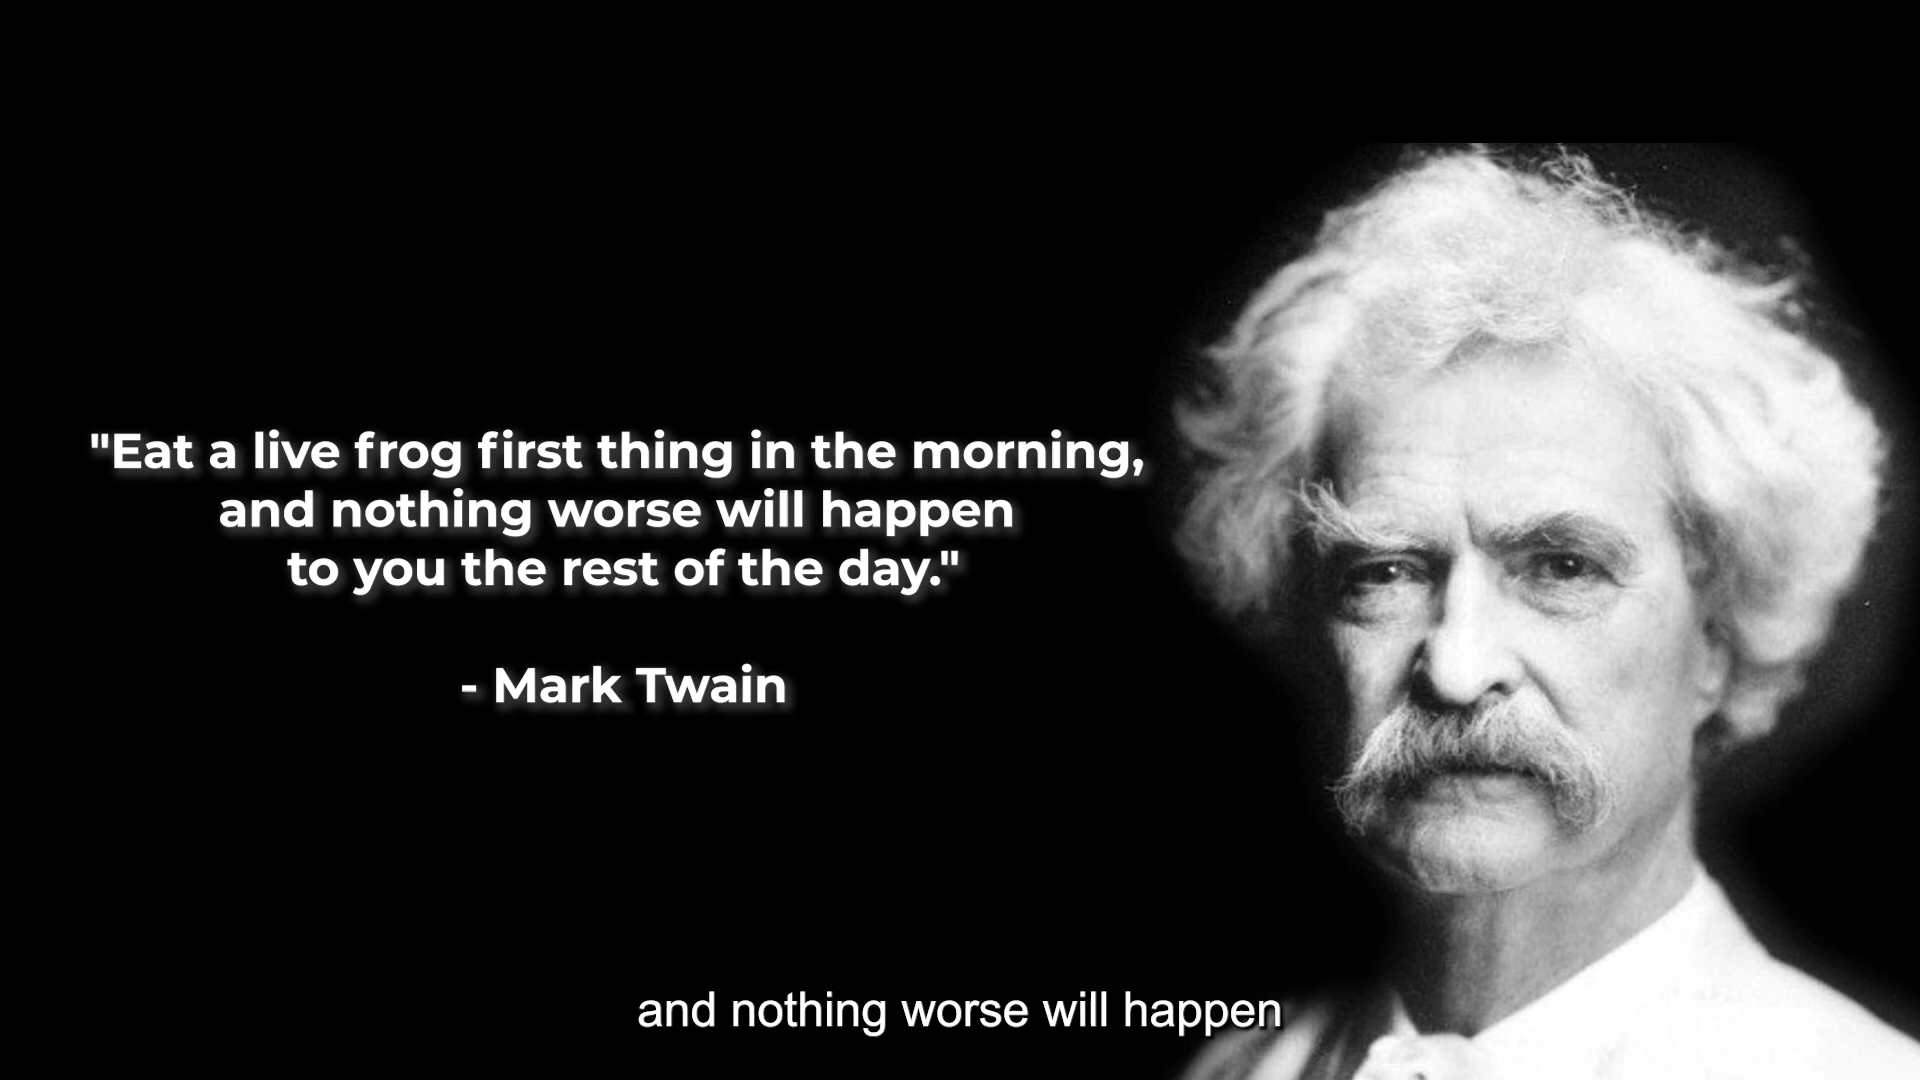 "Eat a live frog first thing in the morning,
and nothing worse will happen
to you the rest of the day."
- Mark Twain
and nothing worse will happen